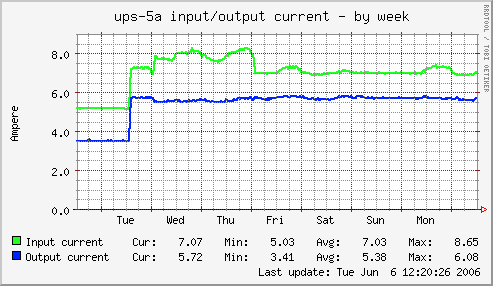 ups-5a input/output current - by week
RRDTOOL / TOBI OETIKER
Ampere
8.0
6.0
4.0
2.0
0.0
Tue Wed Thu Fri Sat Sun Mon
Input current Cur: 7.07 Min: 5.03 Avg: 7.03 Max: 8.65
Output current Cur: 5.72 Min: 3.41 Avg: 5.38 Max: 6.08
Last update: Tue Jun 6 12:20:26 2006